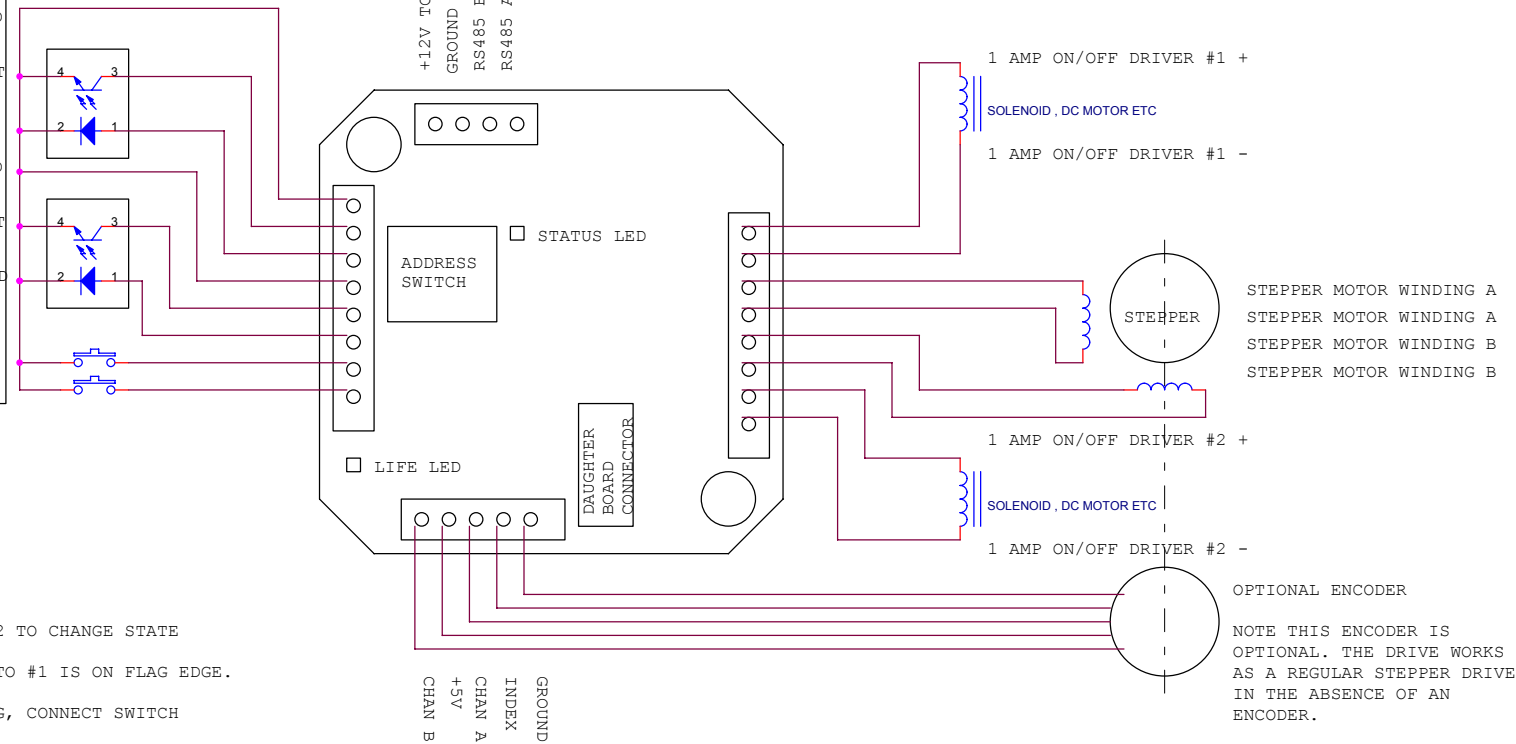 +12V TO
GROUND
RS485
RS485
1 AMP ON/OFF DRIVER #1 +
SOLENOID , DC MOTOR ETC
1 AMP ON/OFF DRIVER #1 -
4
3
2
1
4
3
2
1
ADDRESS
SWITCH
STATUS LED
STEPPER
STEPPER MOTOR WINDING A
STEPPER MOTOR WINDING A
STEPPER MOTOR WINDING B
STEPPER MOTOR WINDING B
LIFE LED
DAUGHTER
BOARD
CONNECTOR
1 AMP ON/OFF DRIVER #2 +
SOLENOID , DC MOTOR ETC
1 AMP ON/OFF DRIVER #2 -
CHAN B
+5V
CHAN A
INDEX
GROUND
OPTIONAL ENCODER
NOTE THIS ENCODER IS
OPTIONAL. THE DRIVE WORKS
AS A REGULAR STEPPER DRIVE
IN THE ABSENCE OF AN
ENCODER.
2 TO CHANGE STATE
TO #1 IS ON FLAG EDGE.
, CONNECT SWITCH